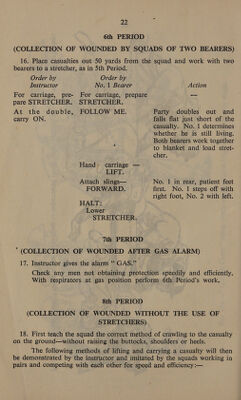 22
6th PERIOD
(COLLECTION OF WOUNDED BY SQUADS OF TWO BEARERS)
16. Place casualties out 50 yards from the squad and work with two
bearers to a stretcher, as in 5th Period.
Order by Instructor
Order by No. 1 Bearer
Action
For carriage, pre-
pare STRETCHER.
For carriage, prepare
STRETCHER.
—
At the double,
carry ON.
FOLLOW ME.
Party doubles out and
falls flat just short of the
casualty. No. 1 determines
whether he is still living.
Both bearers work together
to blanket and load stret-
cher.
Hand carriage —
LIFT.
Attach slings—
FORWARD.
No. 1 in rear, patient feet
first. No. 1 steps off with
right foot, No. 2 with left.
HALT:
Lower
STRETCHER.
7th PERIOD
(COLLECTION OF WOUNDED AFTER GAS ALARM)
17. Instructor gives the alarm “ GAS.”
Check any men not obtaining protection speedily and efficiently.
With respirators at gas position perform 6th Period's work.
8th PERIOD
(COLLECTION OF WOUNDED WITHOUT THE USE OF
STRETCHERS)
18. First teach the squad the correct method of crawling to the casualty
on the ground—without raising the buttocks, shoulders or heels.
The following methods of lifting and carrying a casualty will then
be demonstrated by the instructor and imitated by the squads working in
pairs and competing with each other for speed and efficiency:—